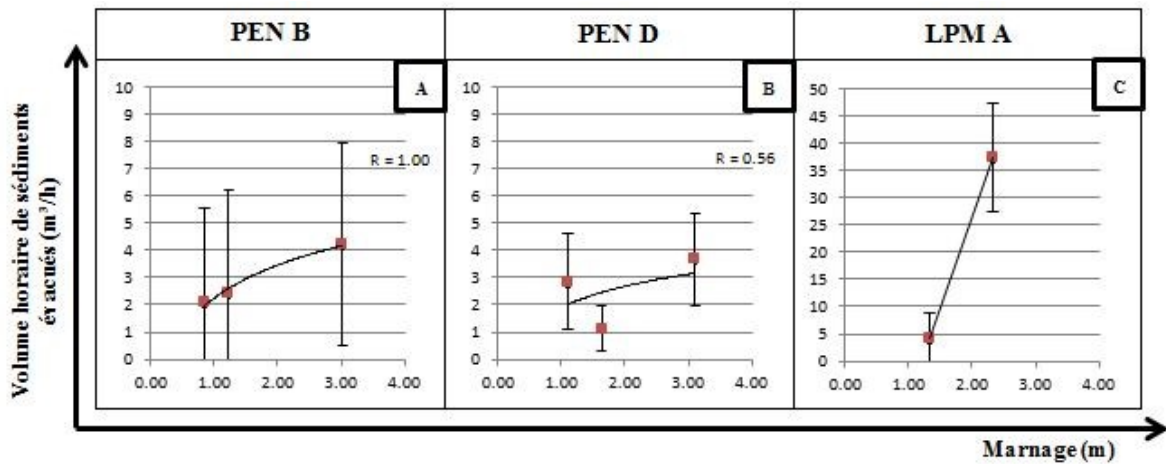 PEN B
PEN D
LPM A
Volume horaire de sédiments
évacués (m³/h)
A
10
9
8
7
6
5
4
3
2
1
0
R = 1.00
0.00 1.00 2.00 3.00 4.00
B
10
9
8
7
6
5
4
3
2
1
0
R = 0.56
0.00 1.00 2.00 3.00 4.00
C
50
45
40
35
30
25
20
15
10
5
0
0.00 1.00 2.00 3.00 4.00
Marnage (m)